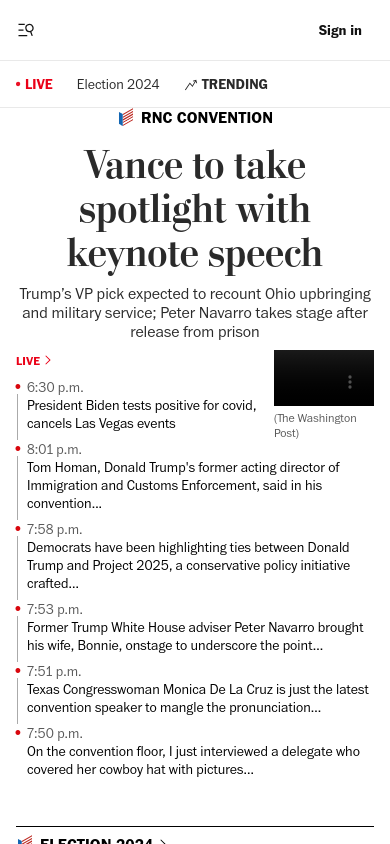 Sign in
LIVE
Election 2024
TRENDING
RNC CONVENTION
Vance to take
spotlight with
keynote speech
Trump’s VP pick expected to recount Ohio upbringing
and military service; Peter Navarro takes stage after
release from prison
LIVE
(The Washington
Post)
6:30 p.m.
President Biden tests positive for covid,
cancels Las Vegas events
8:01 p.m.
Tom Homan, Donald Trump's former acting director of
Immigration and Customs Enforcement, said in his
convention...
7:58 p.m.
Democrats have been highlighting ties between Donald
Trump and Project 2025, a conservative policy initiative
crafted...
7:53 p.m.
Former Trump White House adviser Peter Navarro brought
his wife, Bonnie, onstage to underscore the point...
7:51 p.m.
Texas Congresswoman Monica De La Cruz is just the latest
convention speaker to mangle the pronunciation...
7:50 p.m.
On the convention floor, I just interviewed a delegate who
covered her cowboy hat with pictures...
ELECTION 2024